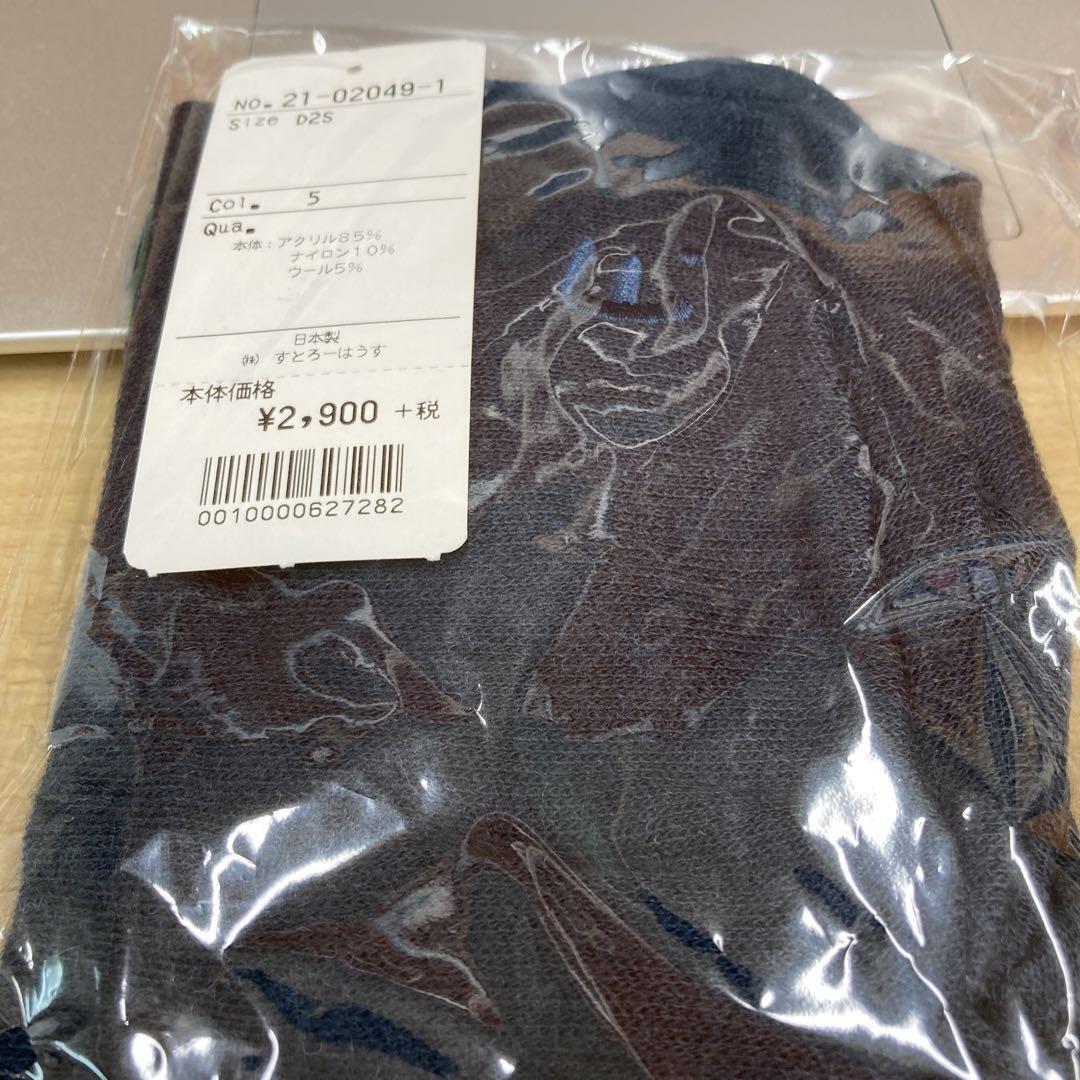 No. 21-02049-1
Size D2S
Col. 5
Qua.
本体：アクリル85%
ナイロン10%
ウール5%
日本製
㈱ すとろーはうす
本体価格
¥2,900 +税
0010000627282